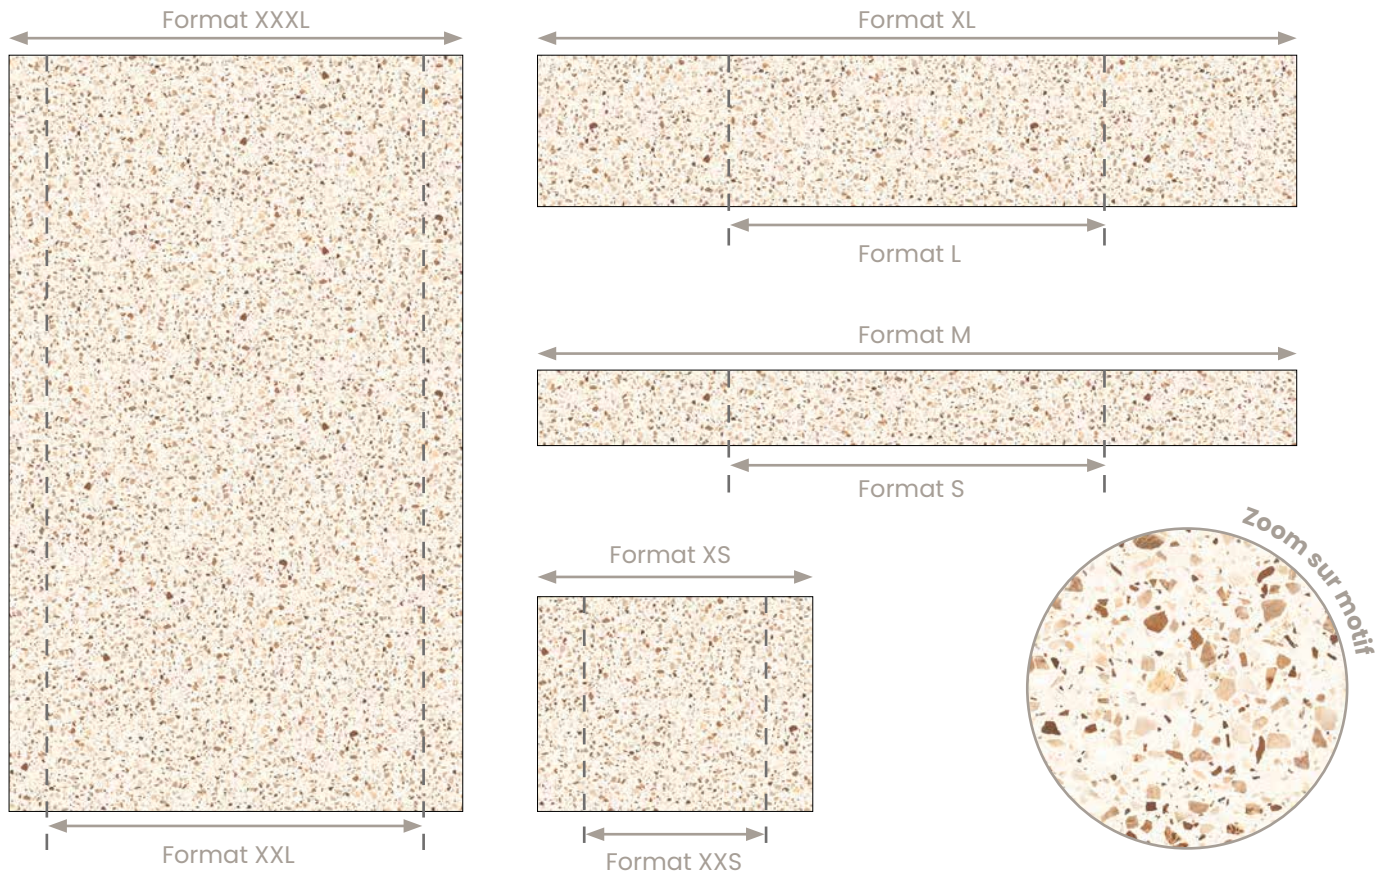 Format XXXL
Format XL
Format L
Format M
Format S
Format XS
Zoom sur motif
Format XXL
Format XXS